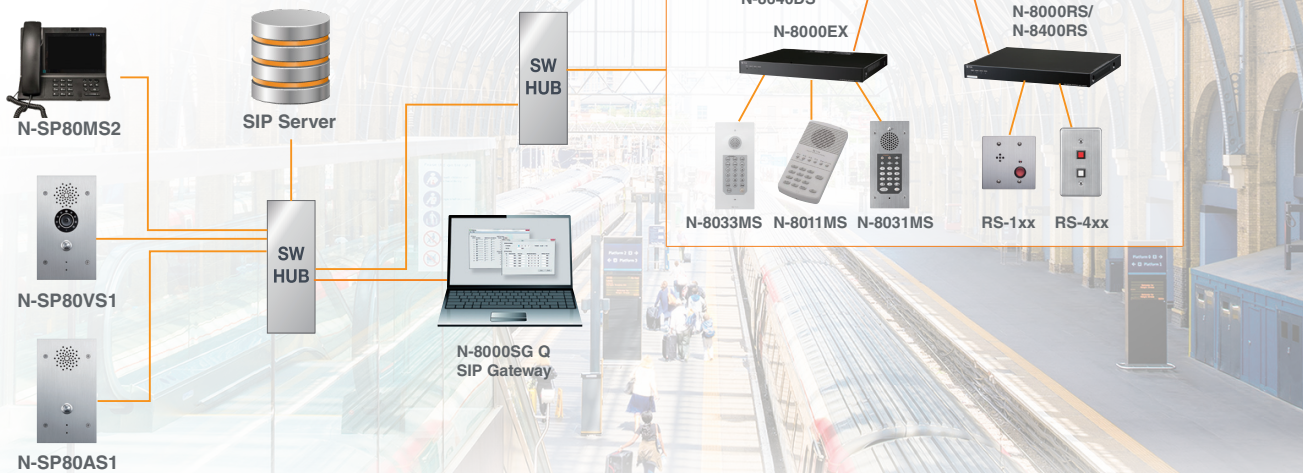 N-8000RS/
N-8400RS
N-8000EX
SW
HUB
N-SP80MS2
SIP Server
N-8033MS
N-8011MS
N-8031MS
RS-1xx
RS-4xx
SW
HUB
N-SP80VS1
N-8000SG Q
SIP Gateway
N-SP80AS1